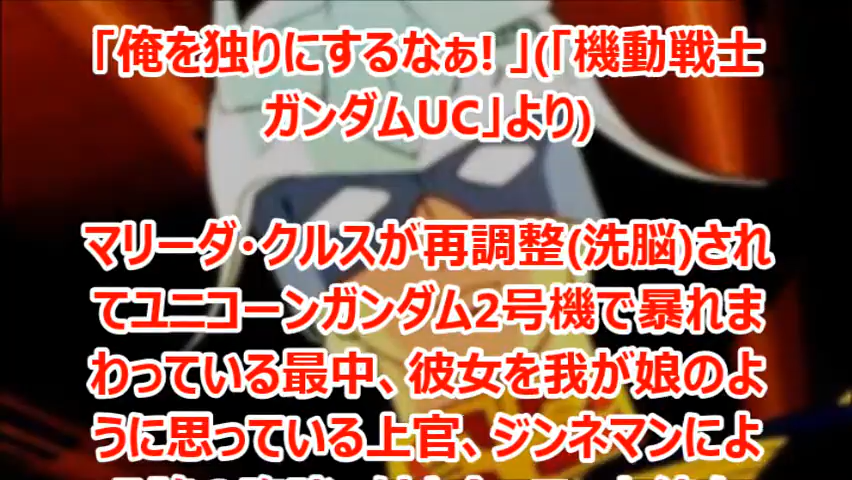 「俺を独りにするなぁ! 」(「機動戦士
ガンダムUC」より)
マリーダ・クルスが再調整(洗脳)され
てユニコーンガンダム2号機で暴れま
わっている最中、彼女を我が娘のよ
うに思っている上官、ジンネマンによ